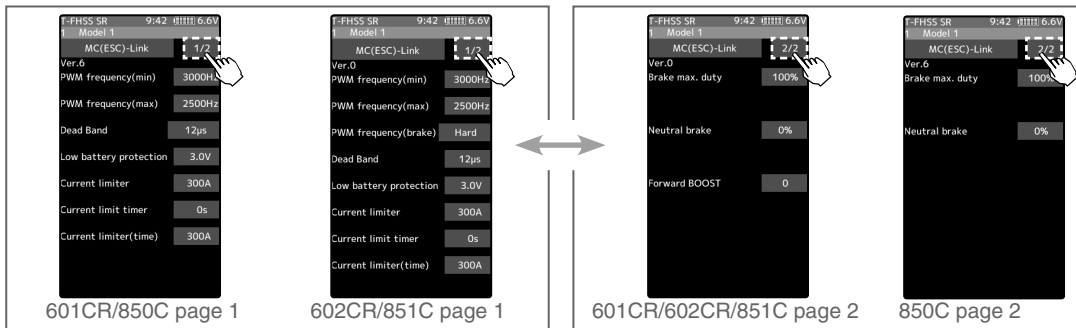 T-FHSS SR 9:42 6.6V
1 Model 1
MC(ESC)-Link 1/2
Ver.6
PWM frequency(min) 3000Hz
PWM frequency(max) 2500Hz
Dead Band 12µs
Low battery protection 3.0V
Current limiter 300A
Current limit timer 0s
Current limiter(time) 300A
601CR/850C page 1
T-FHSS SR 9:42 6.6V
1 Model 1
MC(ESC)-Link 1/2
Ver.0
PWM frequency(min) 3000Hz
PWM frequency(max) 2500Hz
PWM frequency(brake) Hard
Dead Band 12µs
Low battery protection 3.0V
Current limiter 300A
Current limit timer 0s
Current limiter(time) 300A
602CR/851C page 1
T-FHSS SR 9:42 6.6V
1 Model 1
MC(ESC)-Link 2/2
Ver.0
Brake max. duty 100%
Neutral brake 0%
Forward BOOST 0
601CR/602CR/851C page 2
T-FHSS SR 9:42 6.6V
1 Model 1
MC(ESC)-Link 2/2
Ver.6
Brake max. duty 100%
Neutral brake 0%
850C page 2